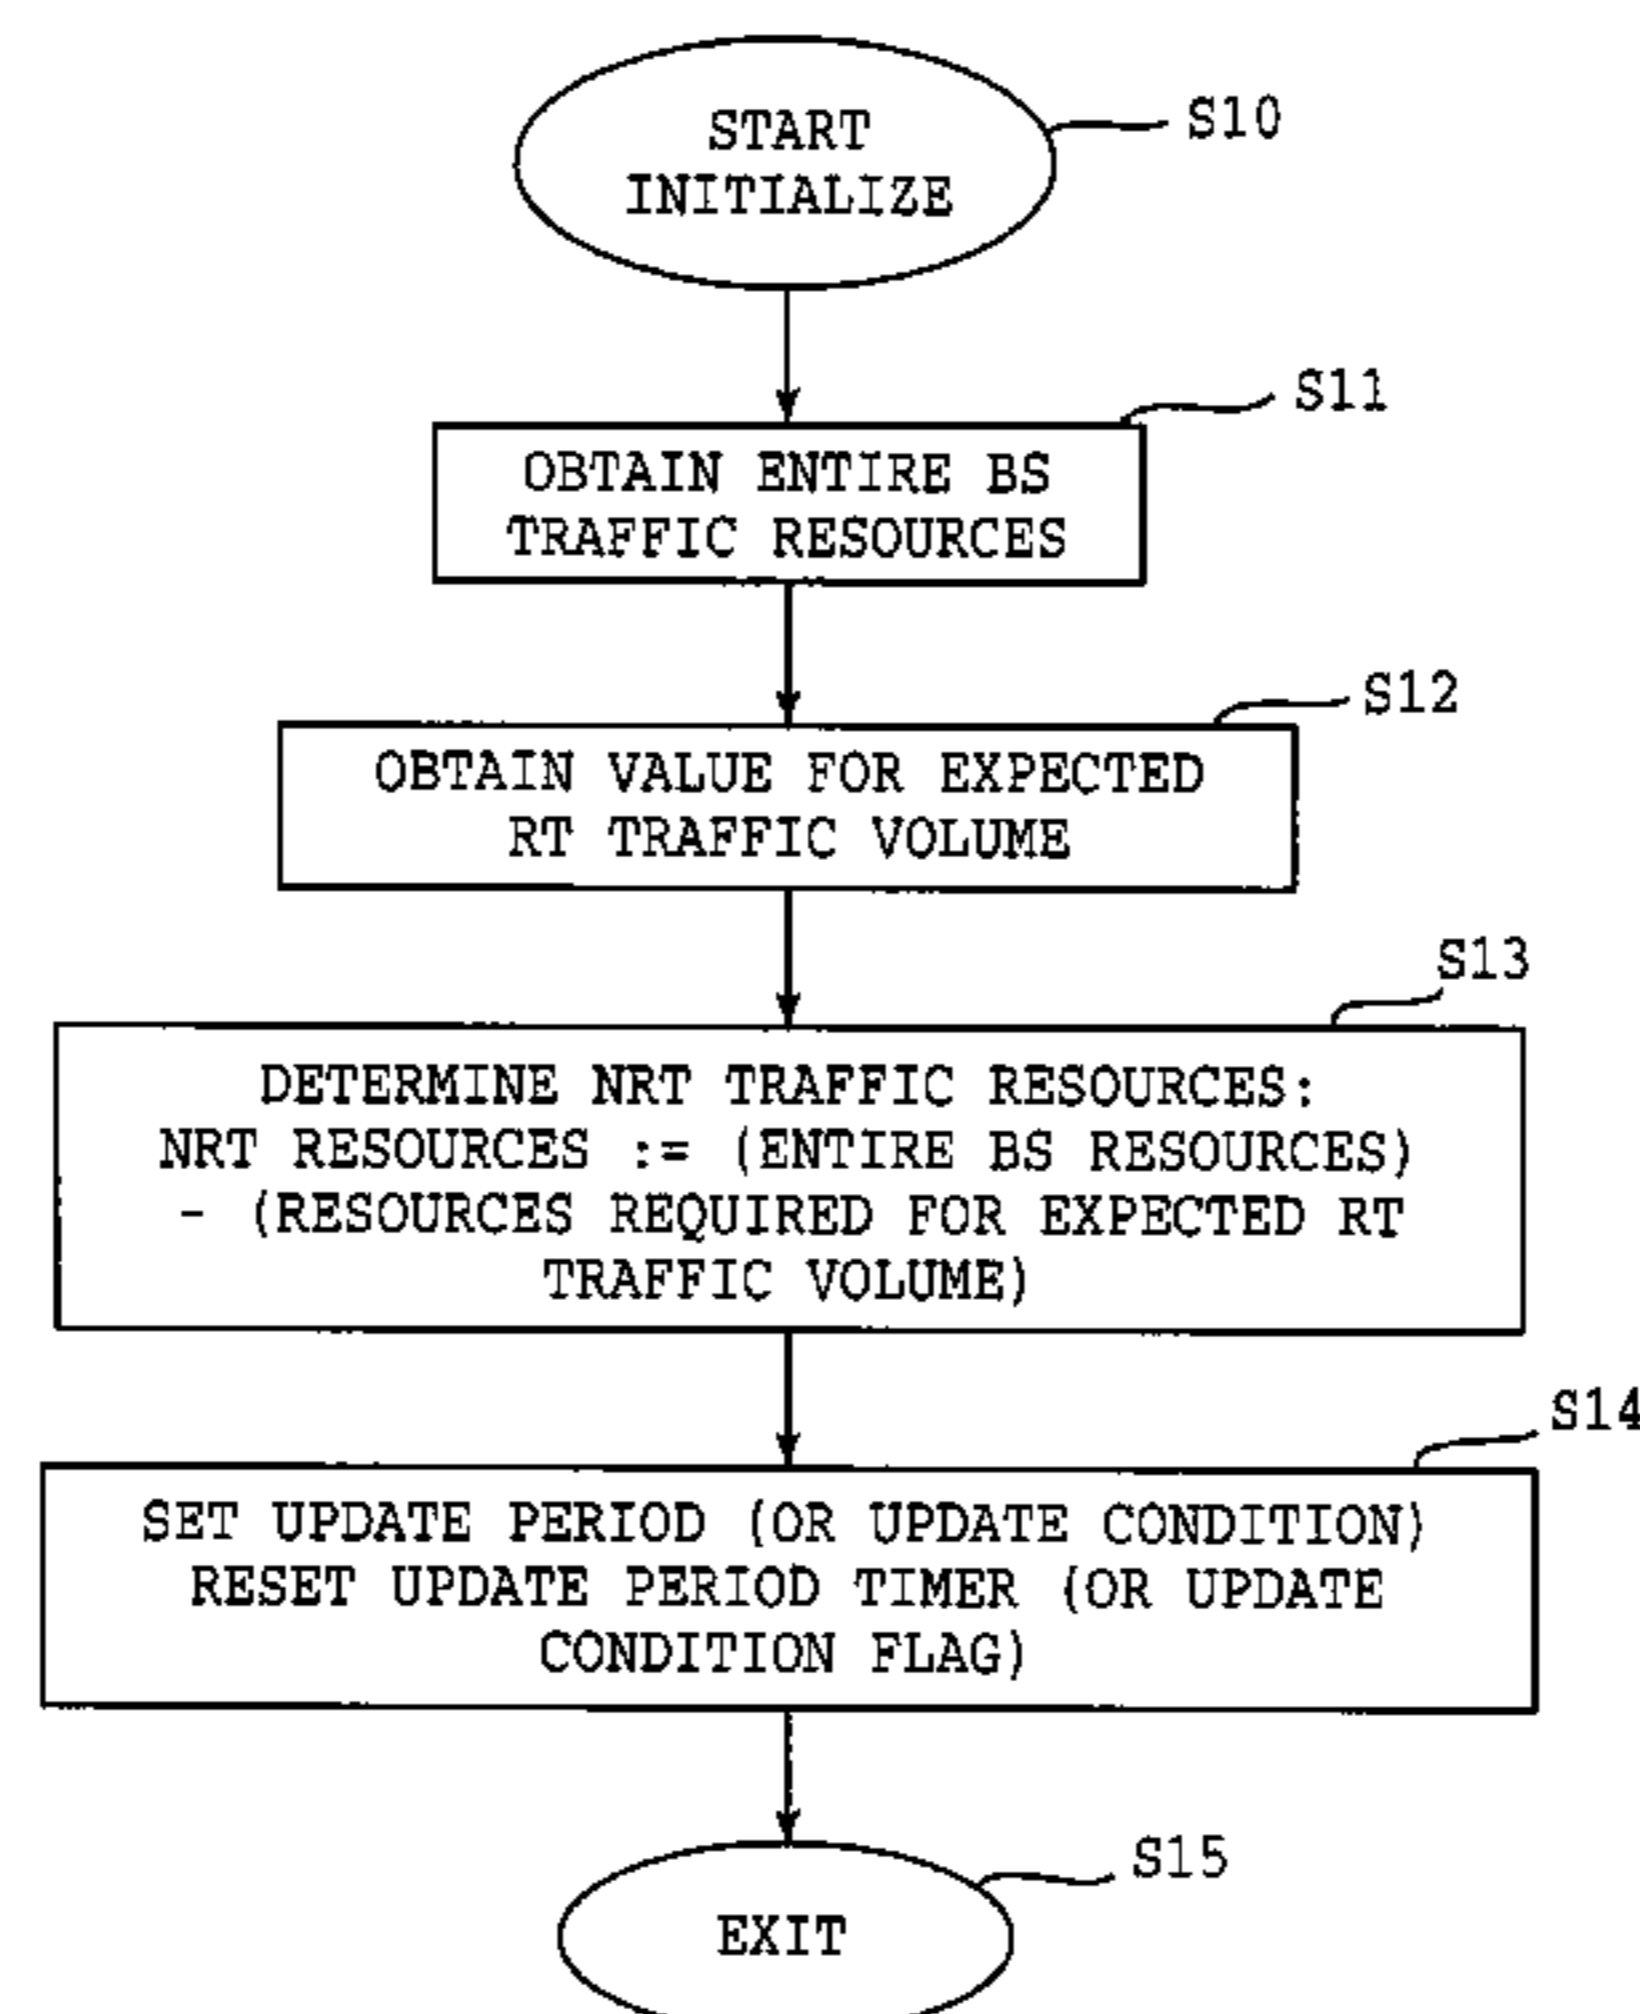 START
INITIALIZE
S10
OBTAIN ENTIRE BS
TRAFFIC RESOURCES
S11
OBTAIN VALUE FOR EXPECTED
RT TRAFFIC VOLUME
S12
DETERMINE NRT TRAFFIC RESOURCES:
NRT RESOURCES := (ENTIRE BS RESOURCES)
- (RESOURCES REQUIRED FOR EXPECTED RT
TRAFFIC VOLUME)
S13
SET UPDATE PERIOD (OR UPDATE CONDITION)
RESET UPDATE PERIOD TIMER (OR UPDATE
CONDITION FLAG)
S14
EXIT
S15